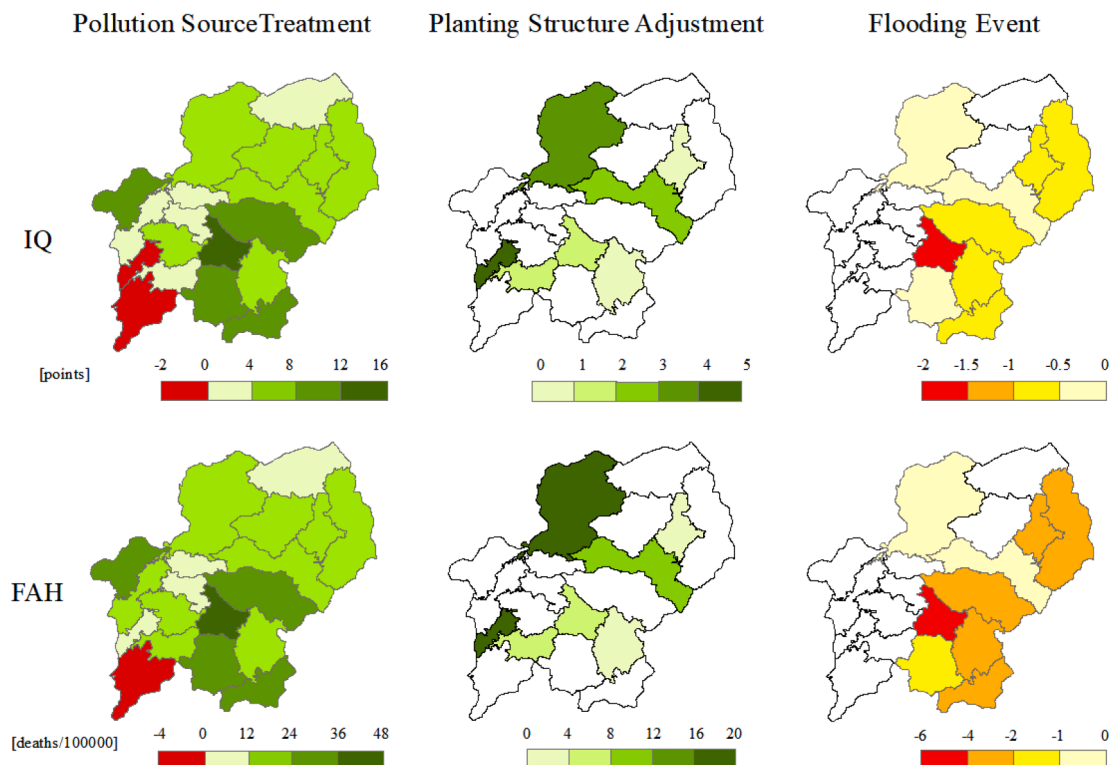 Pollution SourceTreatment Planting Structure Adjustment Flooding Event
IQ
[points] -2 0 4 8 12 16 0 1 2 3 4 5 -2 -1.5 -1 -0.5 0
FAH
[deaths/100000] -4 0 12 24 36 48 0 4 8 12 16 20 -6 -4 -2 -1 0